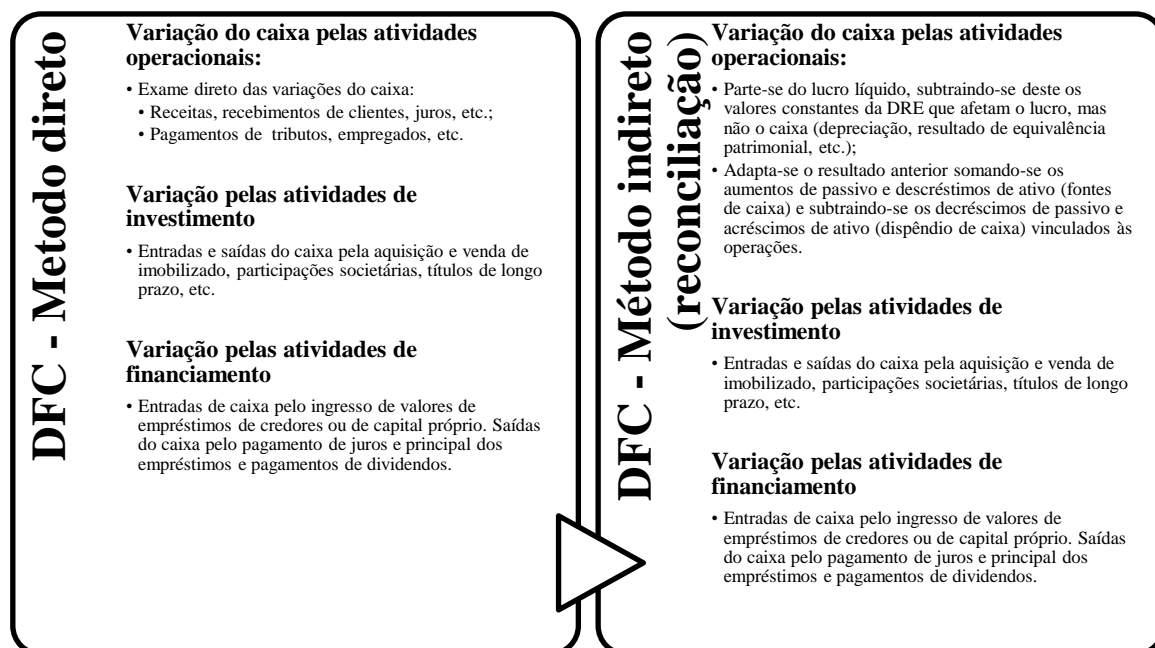 DFC - Metodo direto
Variação do caixa pelas atividades
operacionais:
• Exame direto das variações do caixa:
• Receitas, recebimentos de clientes, juros, etc.;
• Pagamentos de tributos, empregados, etc.
Variação pelas atividades de
investimento
• Entradas e saídas do caixa pela aquisição e venda de
imobilizado, participações societárias, títulos de longo
prazo, etc.
Variação pelas atividades de
financiamento
• Entradas de caixa pelo ingresso de valores de
empréstimos de credores ou de capital próprio. Saídas
do caixa pelo pagamento de juros e principal dos
empréstimos e pagamentos de dividendos.
DFC - Método indireto
(reconciliação)
Variação do caixa pelas atividades
operacionais:
• Parte-se do lucro líquido, subtraindo-se deste os
valores constantes da DRE que afetam o lucro, mas
não o caixa (depreciação, resultado de equivalência
patrimonial, etc.);
• Adapta-se o resultado anterior somando-se os
aumentos de passivo e descréstimos de ativo (fontes
de caixa) e subtraindo-se os decréscimos de passivo e
acréscimos de ativo (dispêndio de caixa) vinculados às
operações.
Variação pelas atividades de
investimento
• Entradas e saídas do caixa pela aquisição e venda de
imobilizado, participações societárias, títulos de longo
prazo, etc.
Variação pelas atividades de
financiamento
• Entradas de caixa pelo ingresso de valores de
empréstimos de credores ou de capital próprio. Saídas
do caixa pelo pagamento de juros e principal dos
empréstimos e pagamentos de dividendos.